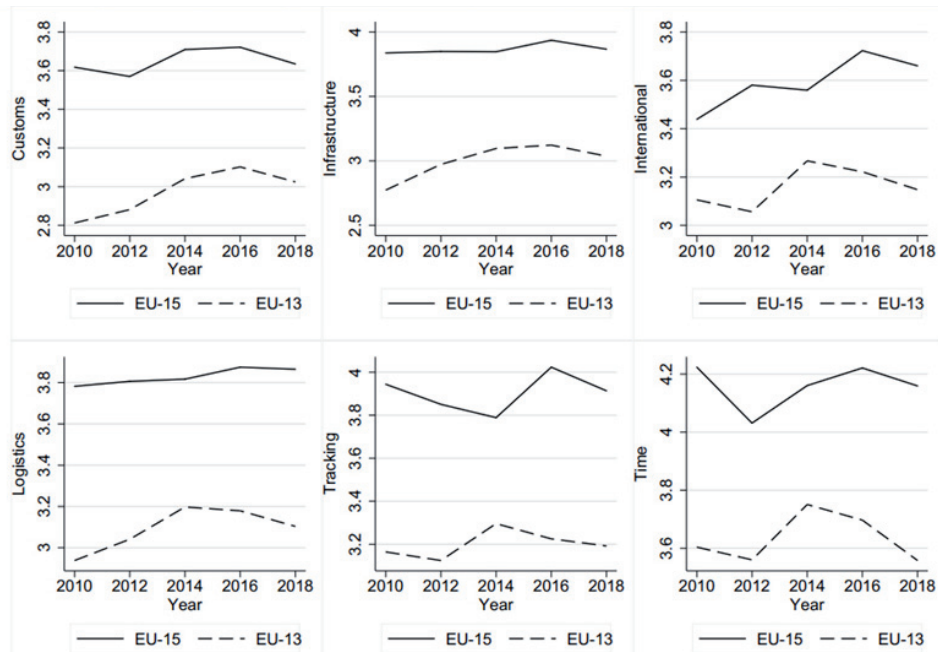 Customs
2.8 3 3.2 3.4 3.6 3.8
2010 2012 2014 2016 2018
Year
EU-15 EU-13
Infrastructure
2.5 3 3.5 4
2010 2012 2014 2016 2018
Year
EU-15 EU-13
International
3 3.2 3.4 3.6 3.8
2010 2012 2014 2016 2018
Year
EU-15 EU-13
Logistics
3 3.2 3.4 3.6 3.8
2010 2012 2014 2016 2018
Year
EU-15 EU-13
Tracking
3.2 3.4 3.6 3.8 4
2010 2012 2014 2016 2018
Year
EU-15 EU-13
Time
3.6 3.8 4 4.2
2010 2012 2014 2016 2018
Year
EU-15 EU-13